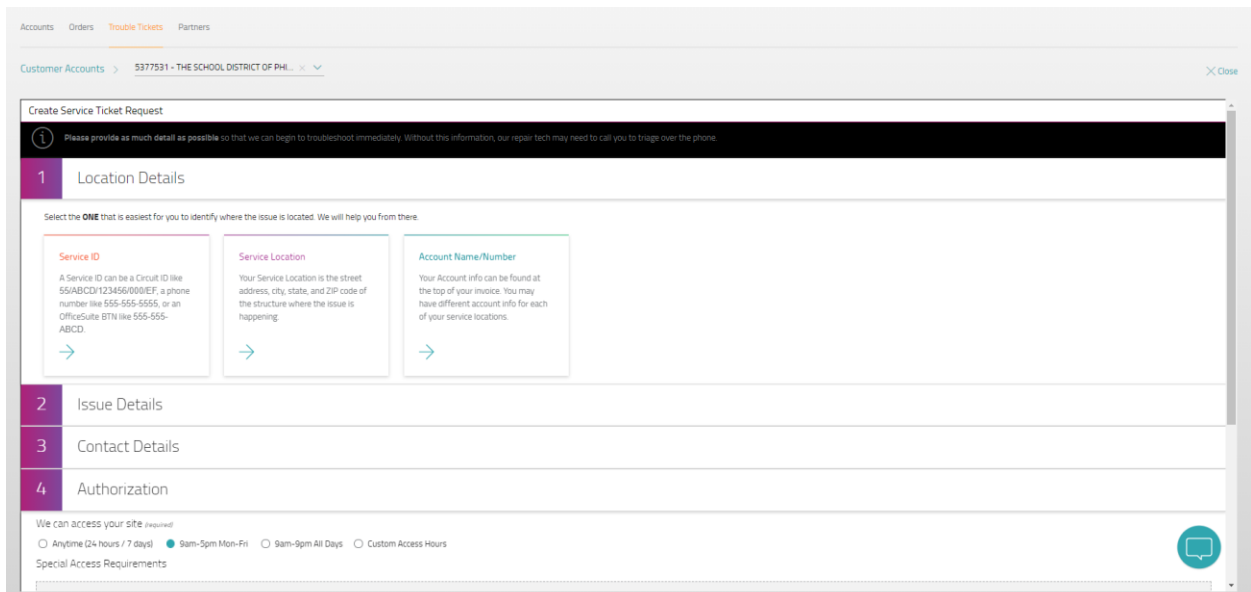 Accounts Orders Trouble Tickets Partners
Customer Accounts > 5377531 - THE SCHOOL DISTRICT OF PHI... ×
× Close
Create Service Ticket Request
Please provide as much detail as possible so that we can begin to troubleshoot immediately. Without this information, our repair tech may need to call you to triage over the phone.
1 Location Details
Select the ONE that is easiest for you to identify where the issue is located. We will help you from there.
Service ID
A Service ID can be a Circuit ID like
55/ABCD/123456/000/EF, a phone
number like 555-555-5555, or an
OfficeSuite BTN like 555-555-
ABCD.
Service Location
Your Service Location is the street
address, city, state, and ZIP code of
the structure where the issue is
happening.
Account Name/Number
Your Account info can be found at
the top of your invoice. You may
have different account info for each
of your service locations.
2 Issue Details
3 Contact Details
4 Authorization
We can access your site (required)
Anytime (24 hours / 7 days) 9am-5pm Mon-Fri 9am-9pm All Days Custom Access Hours
Special Access Requirements